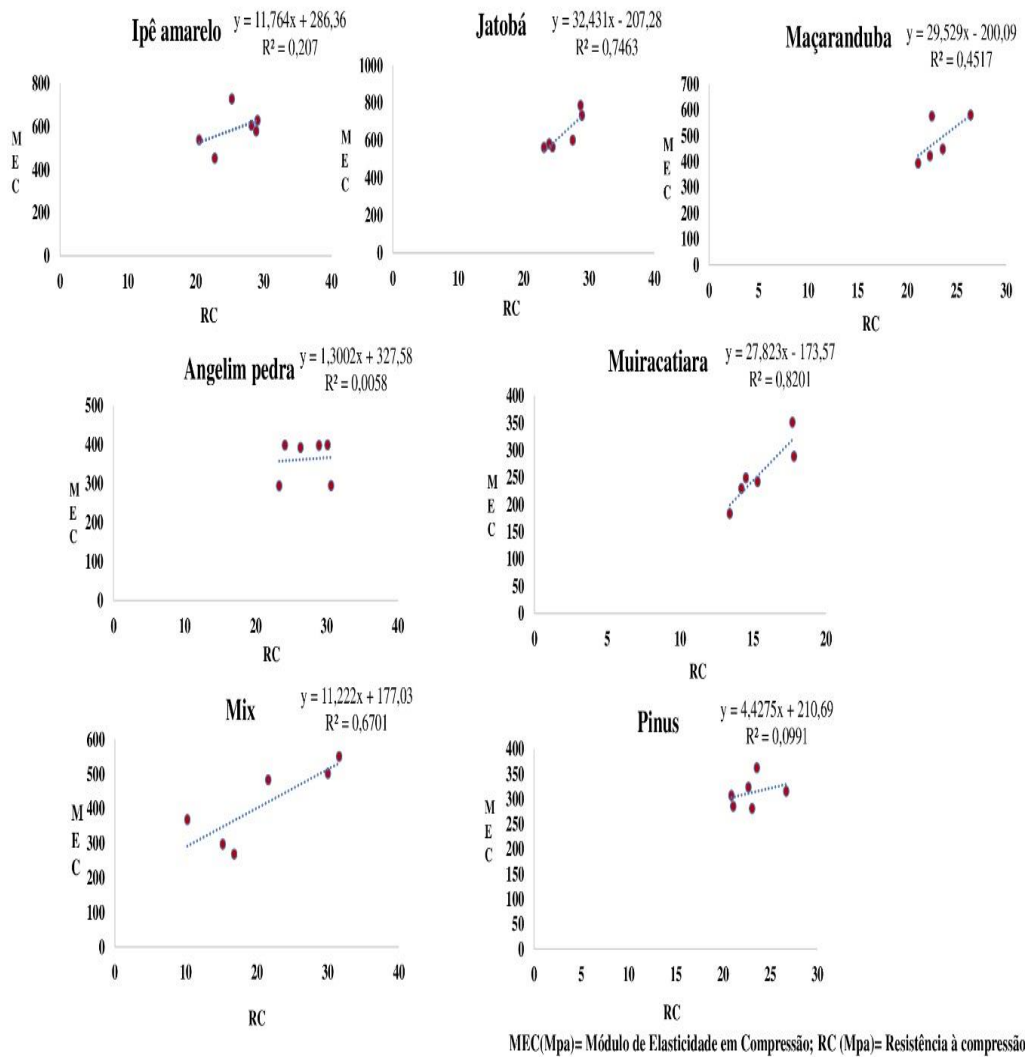 Ipê amarelo
y = 11,764x + 286,36
R² = 0,207
800
600
400
200
0
M
E
C
0 10 20 30 40
RC
Jatobá
y = 32,431x - 207,28
R² = 0,7463
1000
800
600
400
200
0
M
E
C
0 10 20 30 40
RC
Maçaranduba
y = 29,529x - 200,09
R² = 0,4517
700
600
500
400
300
200
100
0
M
E
C
0 5 10 15 20 25 30
RC
Angelim pedra
y = 1,3002x + 327,58
R² = 0,0058
500
400
300
200
100
0
M
E
C
0 10 20 30 40
RC
Muiracatiara
y = 27,823x - 173,57
R² = 0,8201
400
350
300
250
200
150
100
50
0
M
E
C
0 5 10 15 20
RC
Mix
y = 11,222x + 177,03
R² = 0,6701
600
500
400
300
200
100
0
M
E
C
0 10 20 30 40
RC
Pinus
y = 4,4275x + 210,69
R² = 0,0991
400
350
300
250
200
150
100
50
0
M
E
C
0 5 10 15 20 25 30
RC
MEC(Mpa)= Módulo de Elasticidade em Compressão; RC (Mpa)= Resistência à compressão